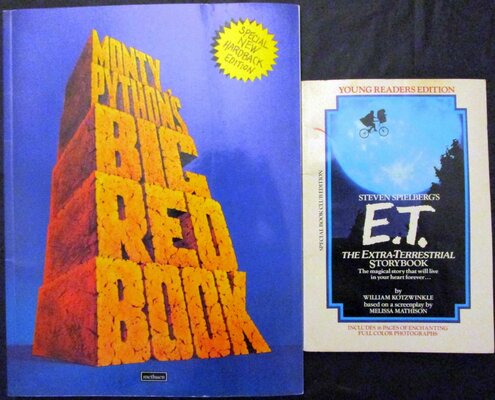 SPECIAL
NEW
HARDBACK
EDITION
MONTY
PYTHON'S
BIG
RED
BOOK
methuen
YOUNG READERS EDITION
SPECIAL BOOK CLUB EDITION
STEVEN SPIELBERG'S
E.T.
THE EXTRA-TERRESTRIAL
STORYBOOK
The magical story that will live
in your heart forever...
by
WILLIAM KOTZWINKLE
based on a screenplay by
MELISSA MATHISON
INCLUDES 16 PAGES OF ENCHANTING
FULL COLOR PHOTOGRAPHS